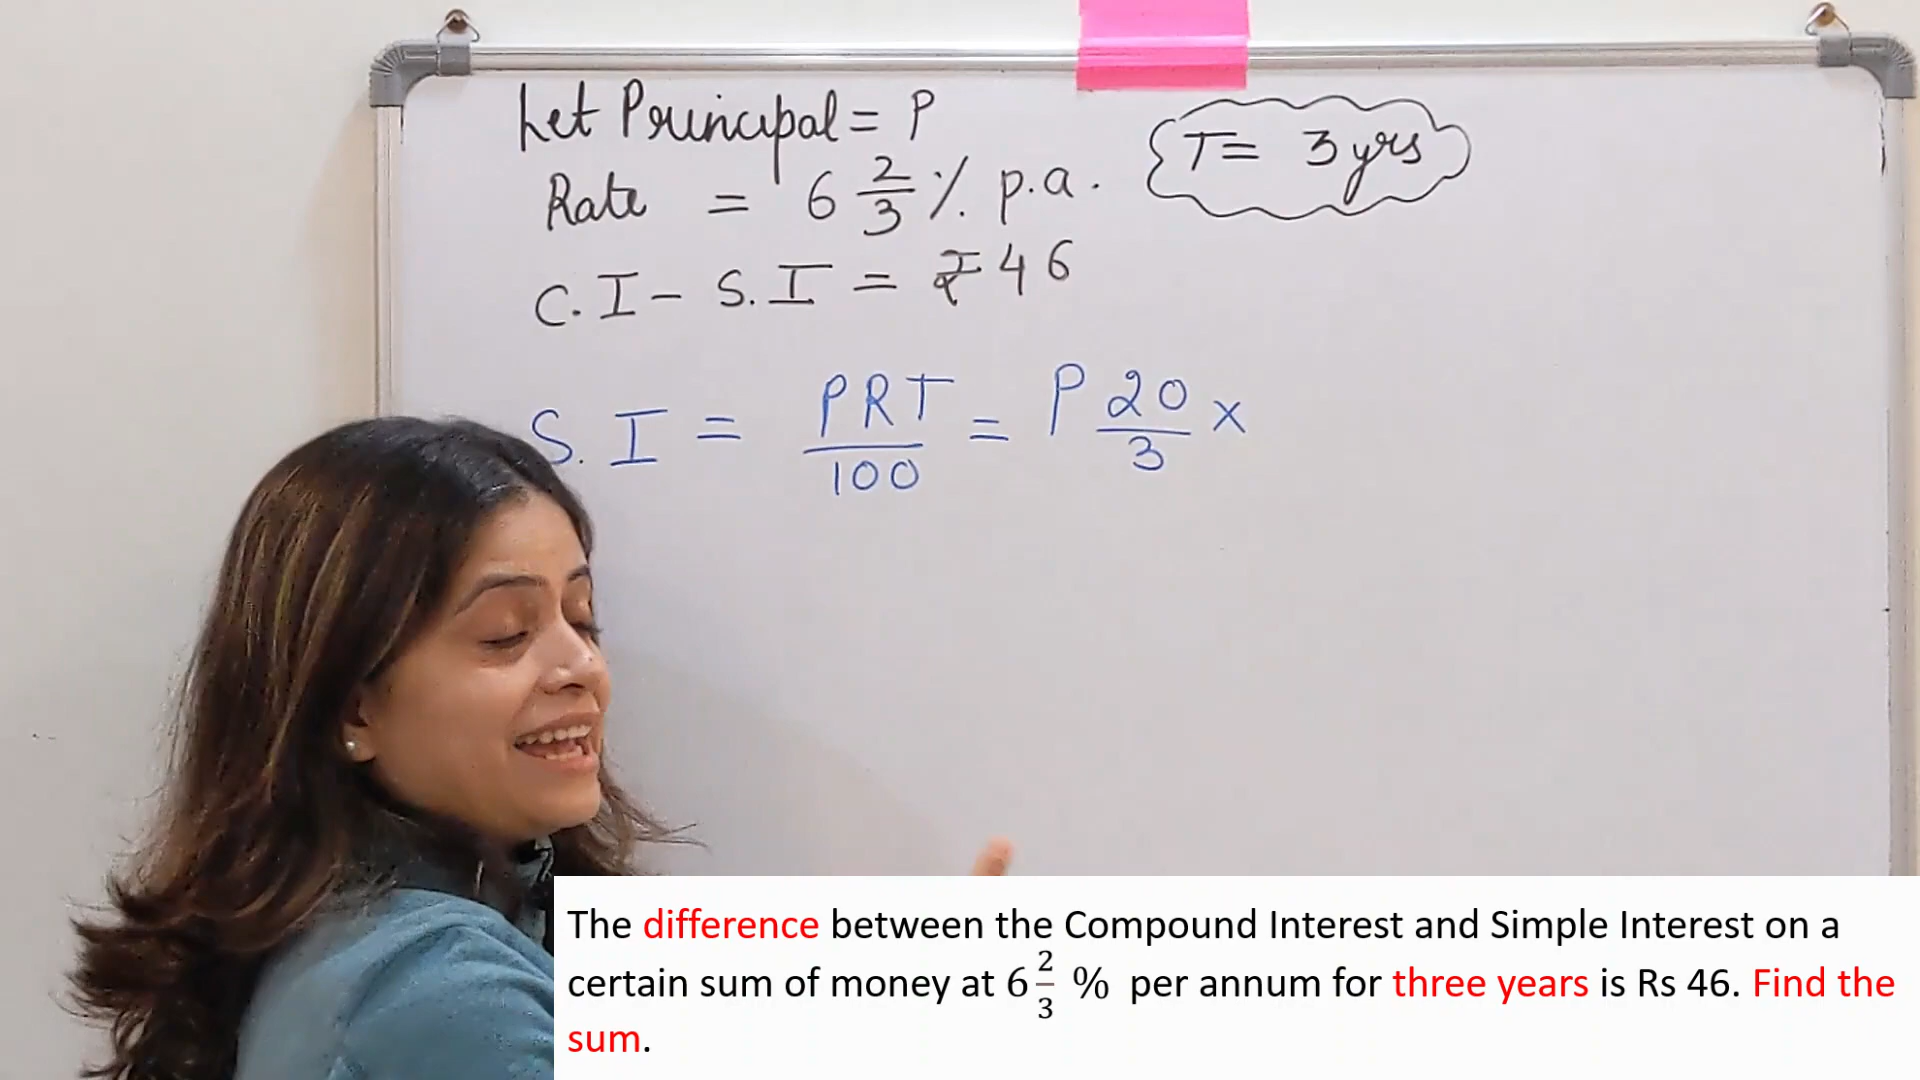 Let Principal = P
T = 3 yrs
Rate = 6 2/3 % p.a.
C.I - S.I = ₹ 46
S.I = PRT/100 = P 20/3 ×
The difference between the Compound Interest and Simple Interest on a
certain sum of money at 6 2/3 % per annum for three years is Rs 46. Find the
sum.